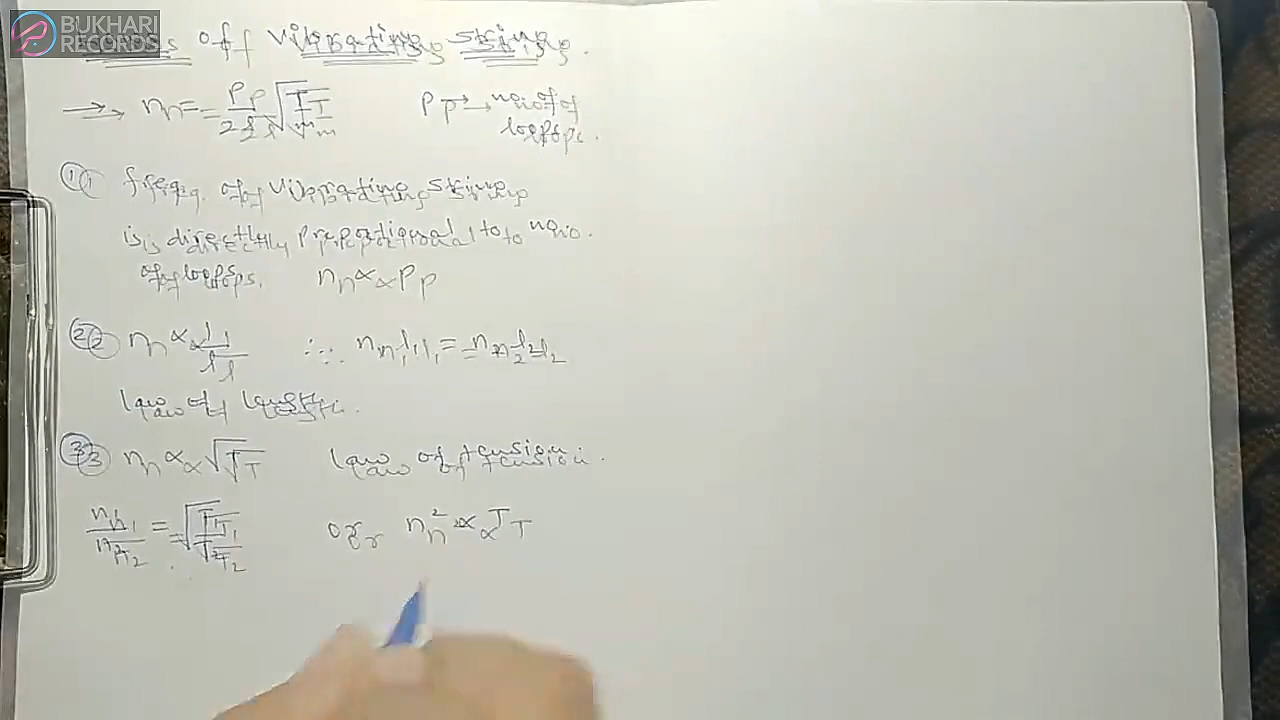 BUKHARI
RECORDS
of vibrating string.
→ n = p/2l √T/m p → no. of
loops.
① freq. of vibrating string
is directly proportional to no.
of loops. n ∝ p
② n ∝ 1/l ∴ n₁l₁ = n₂l₂
law of length.
③ n ∝ √T law of tension.
n₁/n₂ = √T₁/T₂ or n² ∝ T